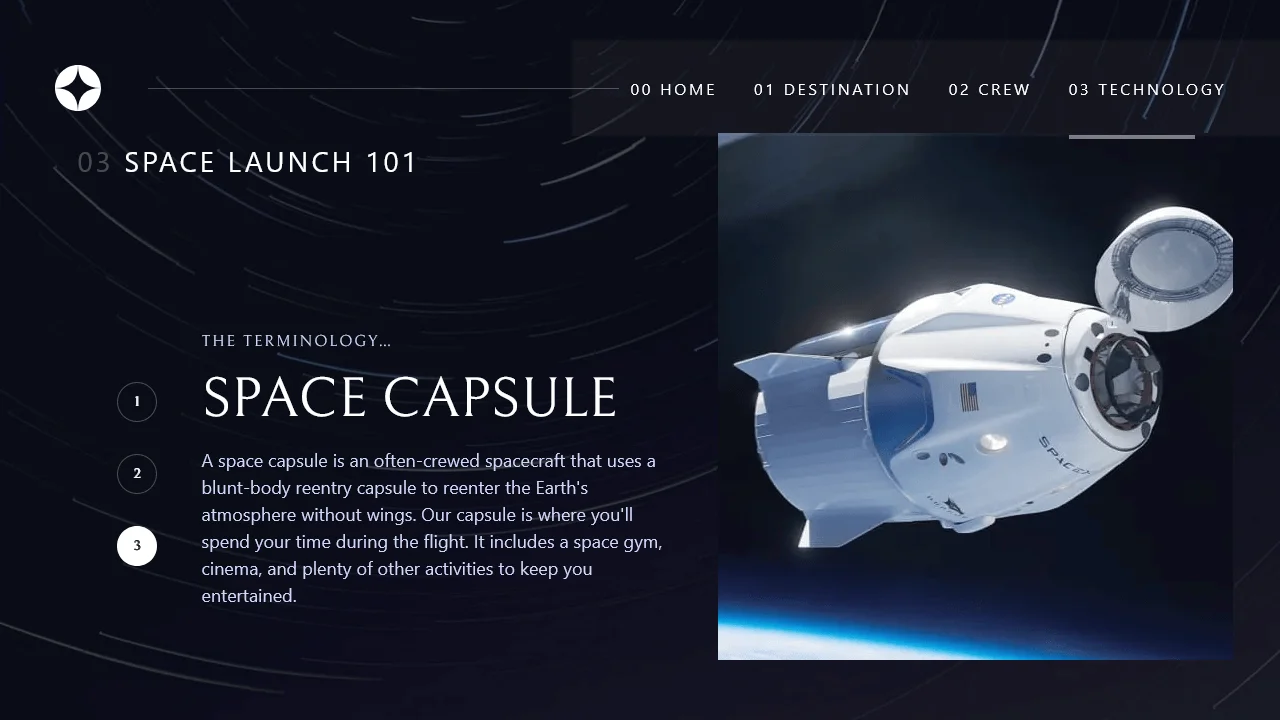 00 HOME
01 DESTINATION
02 CREW
03 TECHNOLOGY
03 SPACE LAUNCH 101
THE TERMINOLOGY...
SPACE CAPSULE
1
2
3
A space capsule is an often-crewed spacecraft that uses a
blunt-body reentry capsule to reenter the Earth's
atmosphere without wings. Our capsule is where you'll
spend your time during the flight. It includes a space gym,
cinema, and plenty of other activities to keep you
entertained.
SPACEX